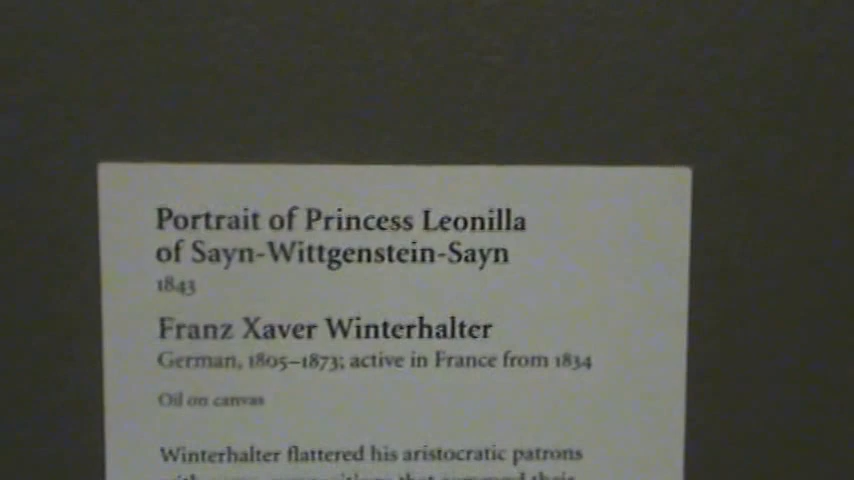 Portrait of Princess Leonilla
of Sayn-Wittgenstein-Sayn
1843
Franz Xaver Winterhalter
German, 1805–1873; active in France from 1834
Oil on canvas
Winterhalter flattered his aristocratic patrons